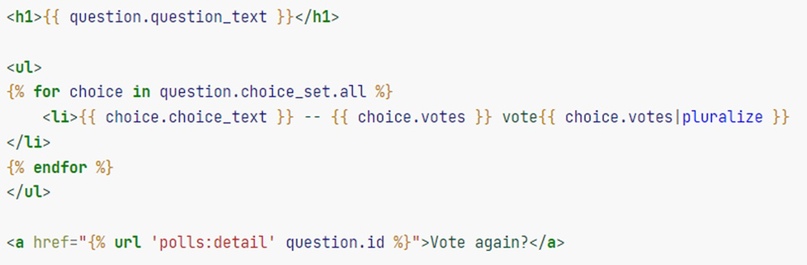 <h1>{{ question.question_text }}</h1>
<ul>
{% for choice in question.choice_set.all %}
<li>{{ choice.choice_text }} -- {{ choice.votes }} vote{{ choice.votes|pluralize }}
</li>
{% endfor %}
</ul>
<a href="{% url 'polls:detail' question.id %}">Vote again?</a>